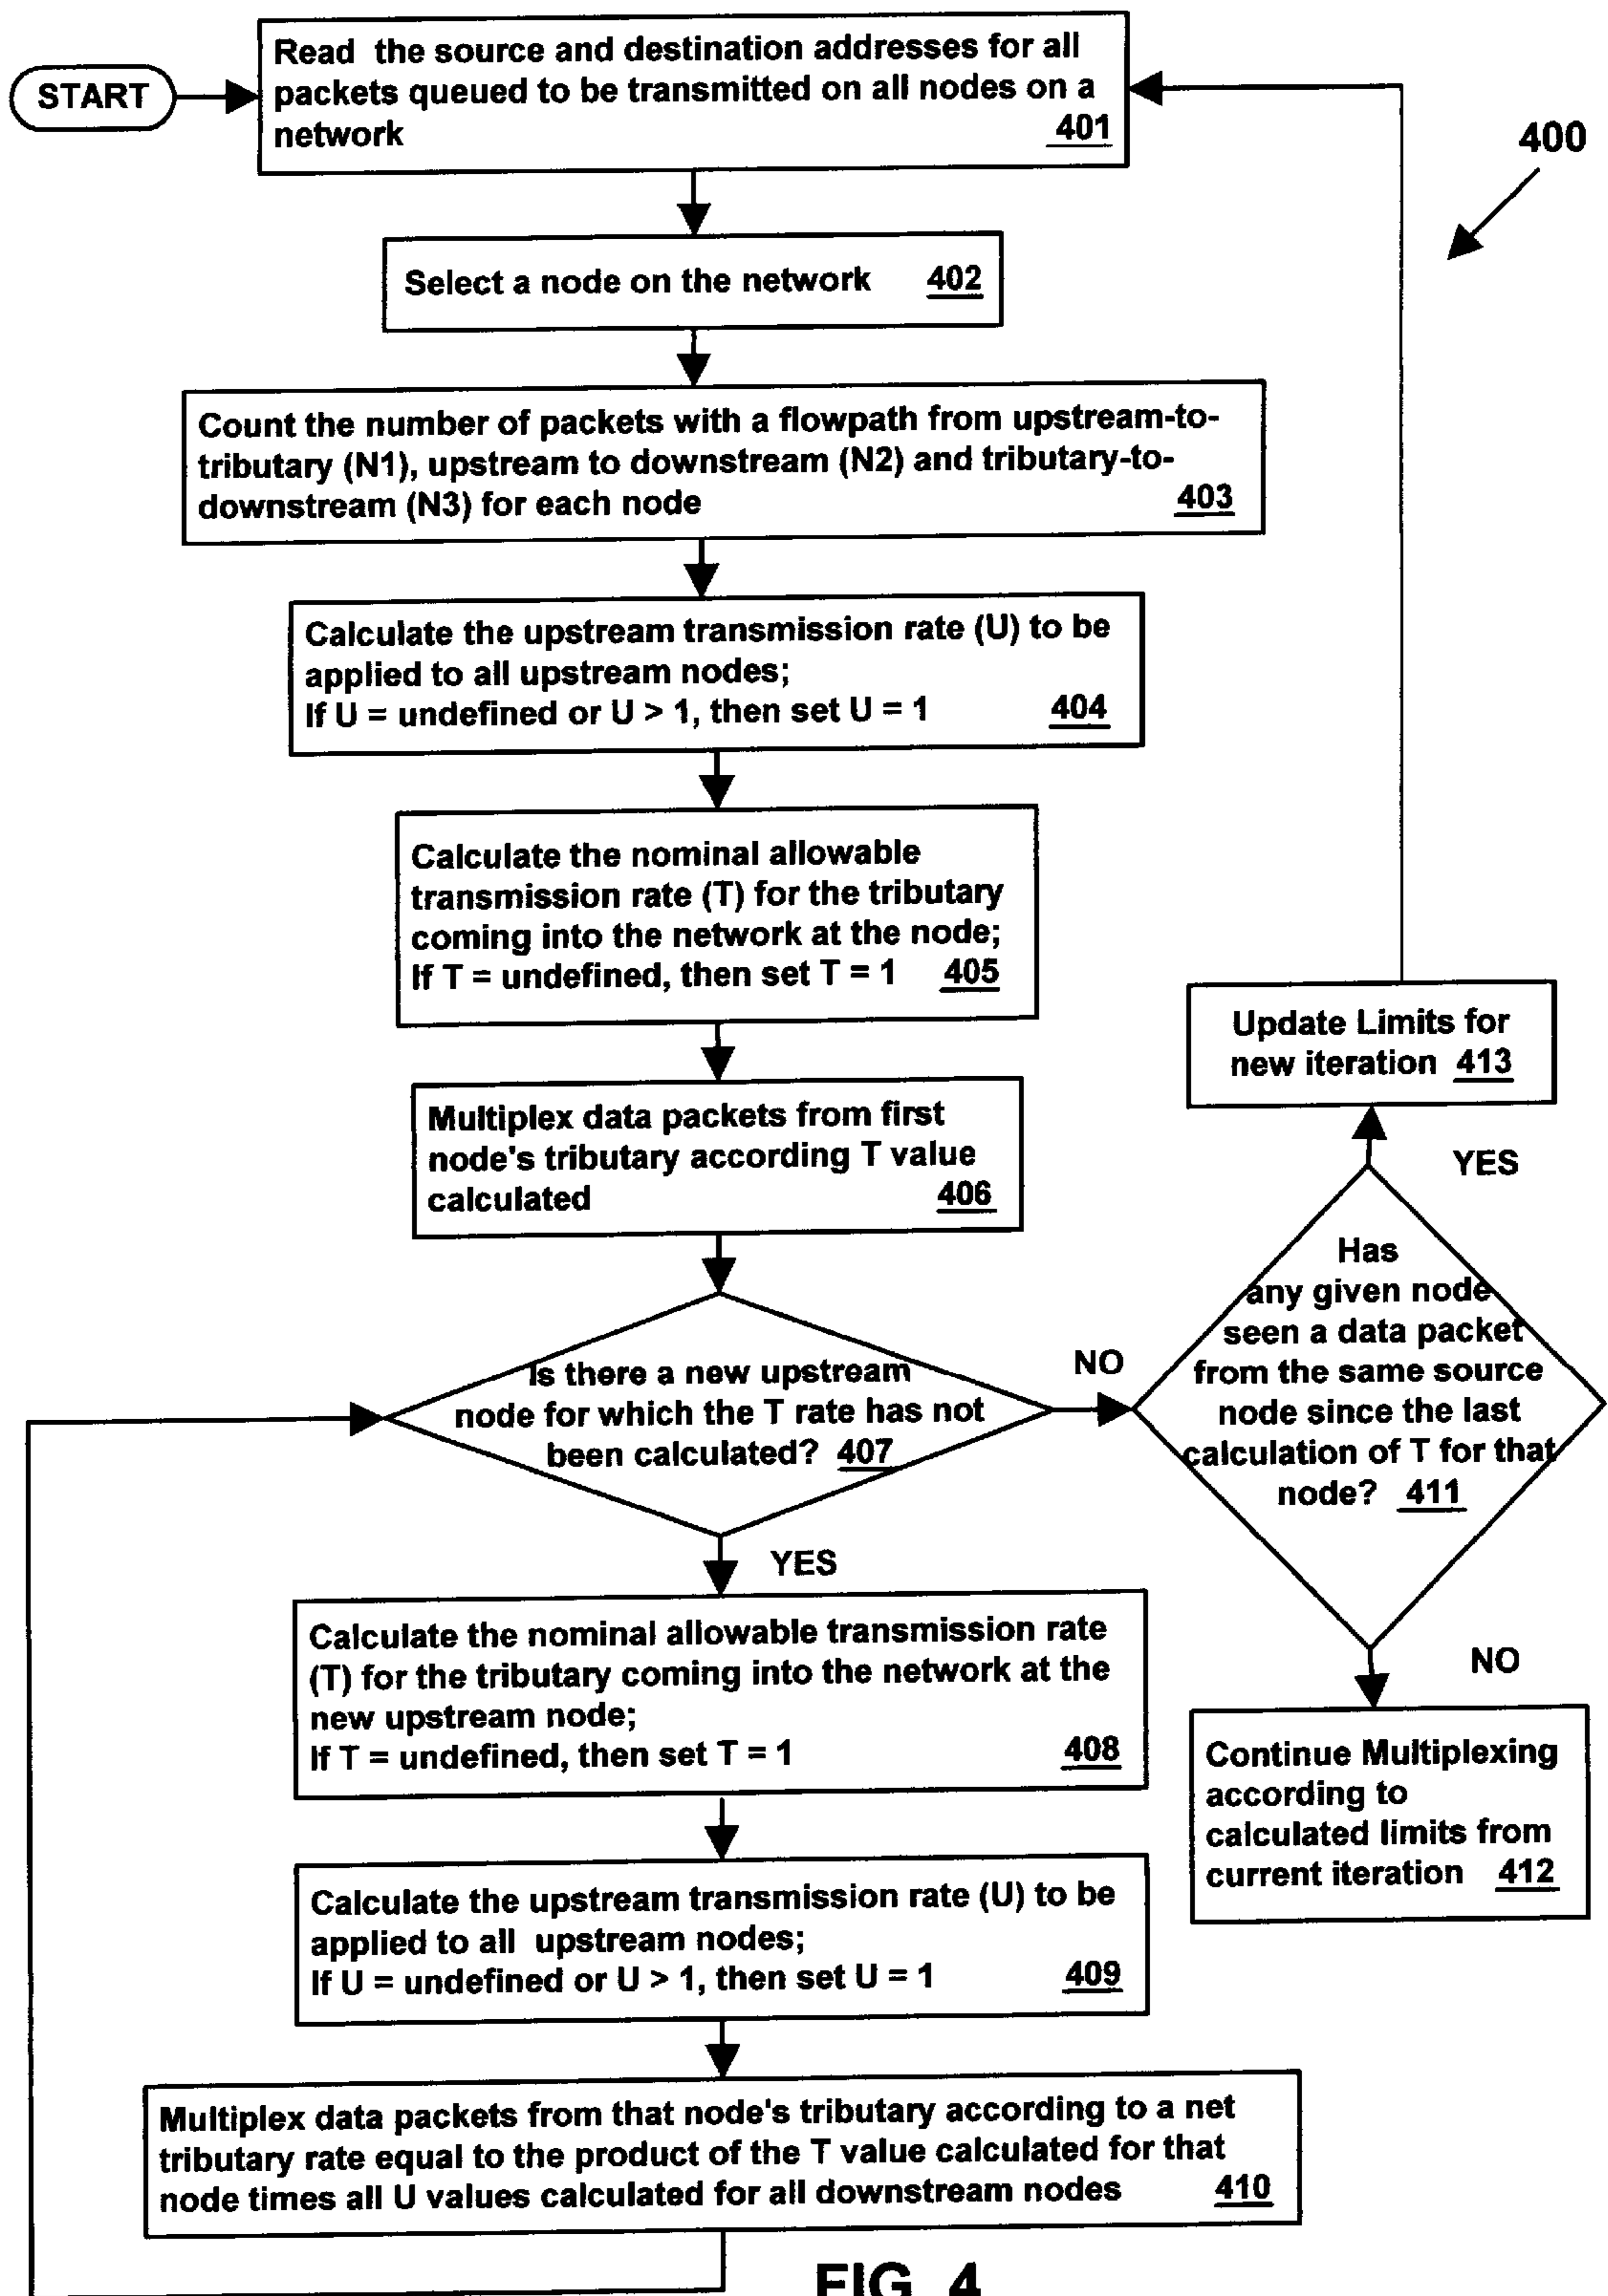 START
Read the source and destination addresses for all
packets queued to be transmitted on all nodes on a
network 401
400
Select a node on the network 402
Count the number of packets with a flowpath from upstream-to-
tributary (N1), upstream to downstream (N2) and tributary-to-
downstream (N3) for each node 403
Calculate the upstream transmission rate (U) to be
applied to all upstream nodes;
If U = undefined or U > 1, then set U = 1 404
Calculate the nominal allowable
transmission rate (T) for the tributary
coming into the network at the node;
If T = undefined, then set T = 1 405
Multiplex data packets from first
node's tributary according T value
calculated 406
Is there a new upstream
node for which the T rate has not
been calculated? 407
NO
YES
Calculate the nominal allowable transmission rate
(T) for the tributary coming into the network at the
new upstream node;
If T = undefined, then set T = 1 408
Calculate the upstream transmission rate (U) to be
applied to all upstream nodes;
If U = undefined or U > 1, then set U = 1 409
Multiplex data packets from that node's tributary according to a net
tributary rate equal to the product of the T value calculated for that
node times all U values calculated for all downstream nodes 410
Update Limits for
new iteration 413
YES
Has
any given node
seen a data packet
from the same source
node since the last
calculation of T for that
node? 411
NO
Continue Multiplexing
according to
calculated limits from
current iteration 412
FIG. 4